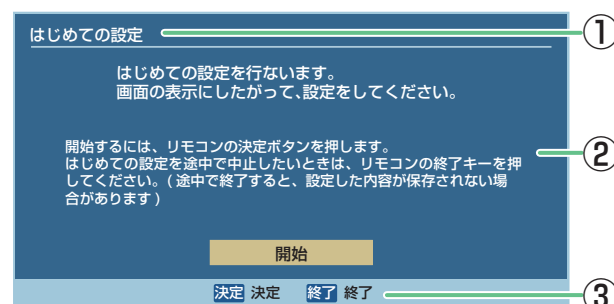 はじめての設定
①
はじめての設定を行ないます。
画面の表示にしたがって、設定をしてください。
開始するには、リモコンの決定ボタンを押します。
はじめての設定を途中で中止したいときは、リモコンの終了キーを押
してください。( 途中で終了すると、設定した内容が保存されない場
合があります )
②
開始
決定 決定 終了 終了
③